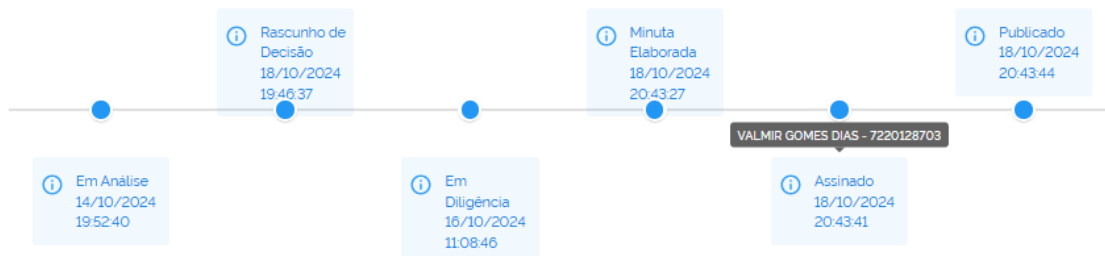 Em Análise
14/10/2024
19:52:40
Rascunho de
Decisão
18/10/2024
19:46:37
Em
Diligência
16/10/2024
11:08:46
Minuta
Elaborada
18/10/2024
20:43:27
VALMIR GOMES DIAS - 7220128703
Assinado
18/10/2024
20:43:41
Publicado
18/10/2024
20:43:44